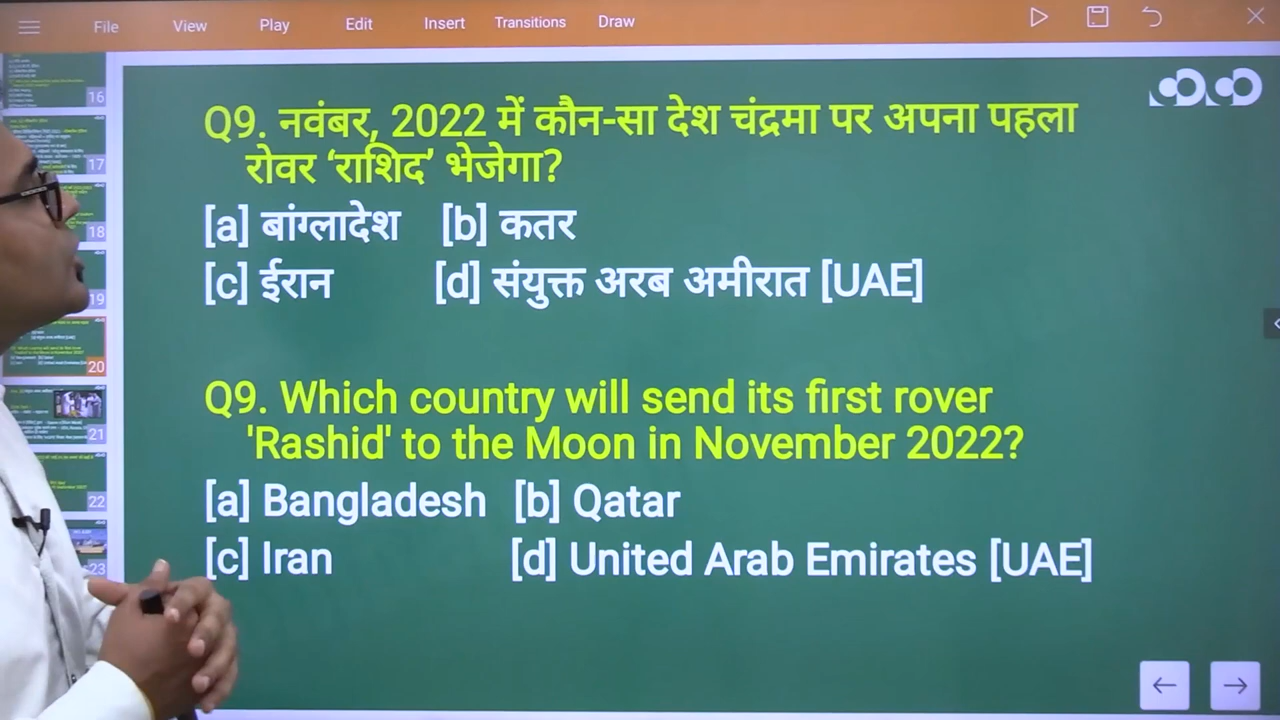 File View Play Edit Insert Transitions Draw
Q9. नवंबर, 2022 में कौन-सा देश चंद्रमा पर अपना पहला
रोवर ‘राशिद’ भेजेगा?
[a] बांग्लादेश [b] कतर
[c] ईरान [d] संयुक्त अरब अमीरात [UAE]
Q9. Which country will send its first rover
'Rashid' to the Moon in November 2022?
[a] Bangladesh [b] Qatar
[c] Iran [d] United Arab Emirates [UAE]
16
17
18
19
20
21
22
23